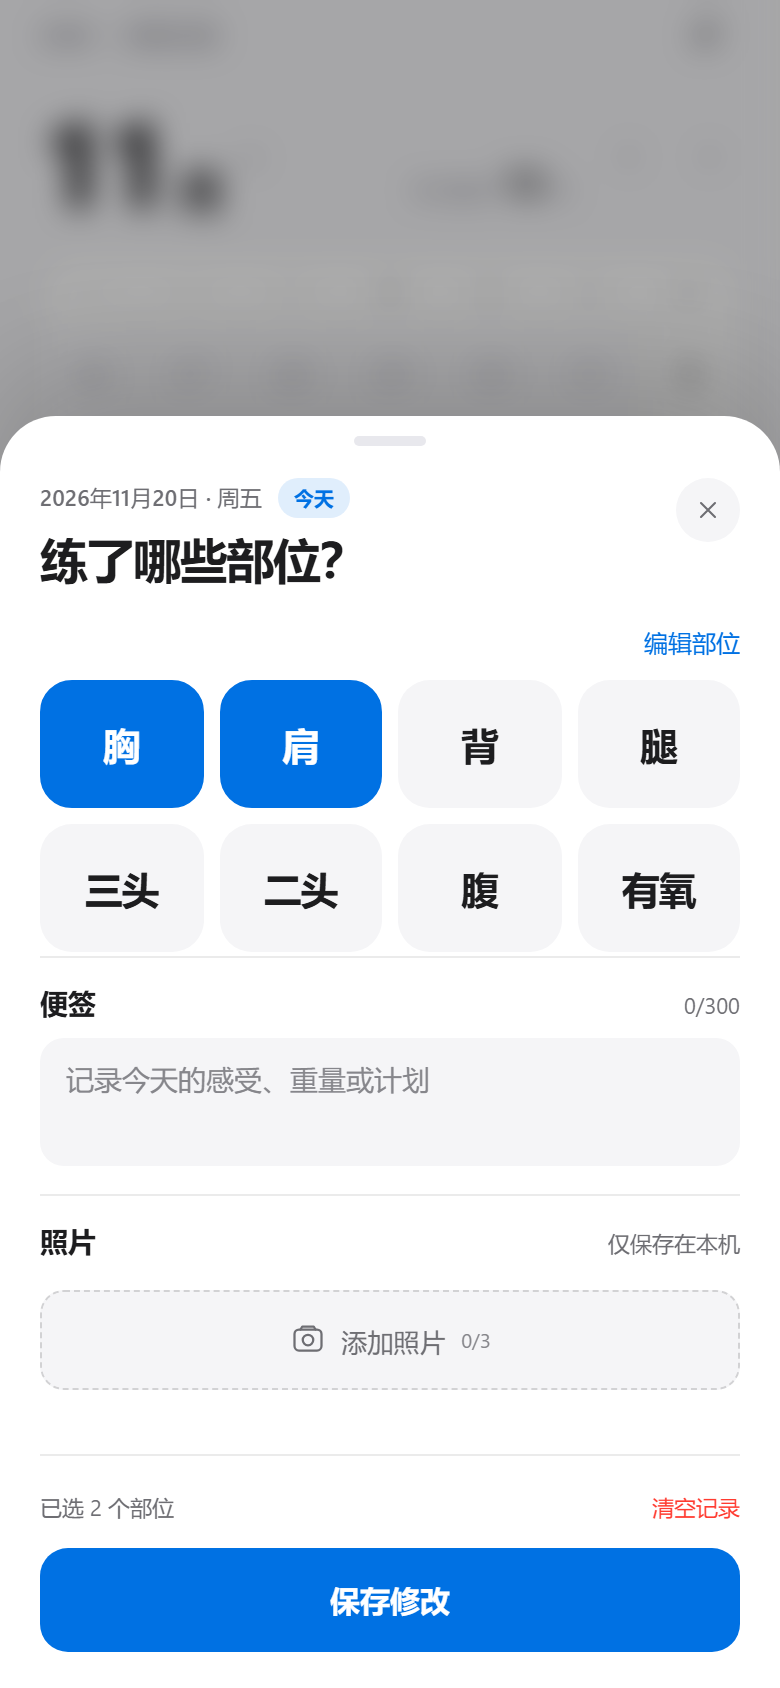 11
2026年11月20日 · 周五 今天
练了哪些部位？
编辑部位
胸 肩 背 腿
三头 二头 腹 有氧
便签 0/300
记录今天的感受、重量或计划
照片 仅保存在本机
添加照片 0/3
已选 2 个部位 清空记录
保存修改